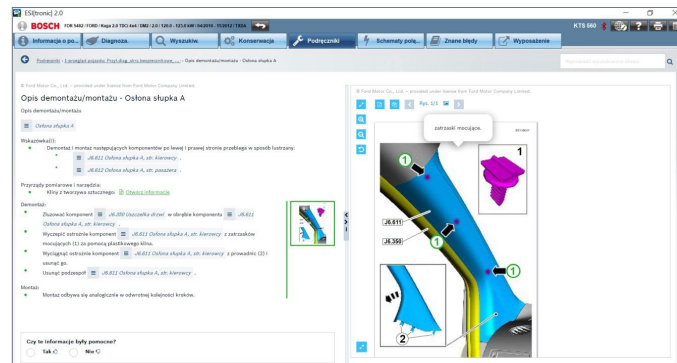 ESI[tronic] 2.0
BOSCH FOR 5482 / FORD / Kuga 2.0 TDCi 4x4 / DM2 / 2.0 / 120.0 - 123.0 kW / 04/2010 - 11/2012 / TXDA
KTS 560
Informacja o po...
Diagnoza.
Wyszukiw.
Konserwacja
Podręczniki
Schematy połą...
Znane błędy
Wyposażenie
- Opis demontażu/montażu - Osłona słupka A
© Ford Motor Co., Ltd. - provided under license from Ford Motor Company Limited.
Opis demontażu/montażu - Osłona słupka A
Opis demontażu/montażu
Osłona słupka A
Wskazówka(i):
Demontaż i montaż następujących komponentów po lewej i prawej stronie przebiega w sposób lustrzany:
J6.611 Osłona słupka A, str. kierowcy .
J6.612 Osłona słupka A, str. pasażera .
Przyrządy pomiarowe i narzędzia:
Kliny z tworzywa sztucznego Otwórz informacje
Demontaż:
Zluzować komponent J6.350 Uszczelka drzwi w obrębie komponentu J6.611
Osłona słupka A, str. kierowcy .
Wyczepić ostrożnie komponent J6.611 Osłona słupka A, str. kierowcy z zatrzasków
mocujących (1) za pomocą plastikowego klina.
Wyciągnąć ostrożnie komponent J6.611 Osłona słupka A, str. kierowcy z prowadnic (2) i
usunąć go.
Usunąć podzespół J6.611 Osłona słupka A, str. kierowcy .
Montaż:
Montaż odbywa się analogicznie w odwrotnej kolejności kroków.
Czy te informacje były pomocne?
Tak Nie
© Ford Motor Co., Ltd. - provided under license from Ford Motor Company Limited.
Rys. 1/1
zatrzaski mocujące.
1
1
J6.611
J6.350
1
1
2